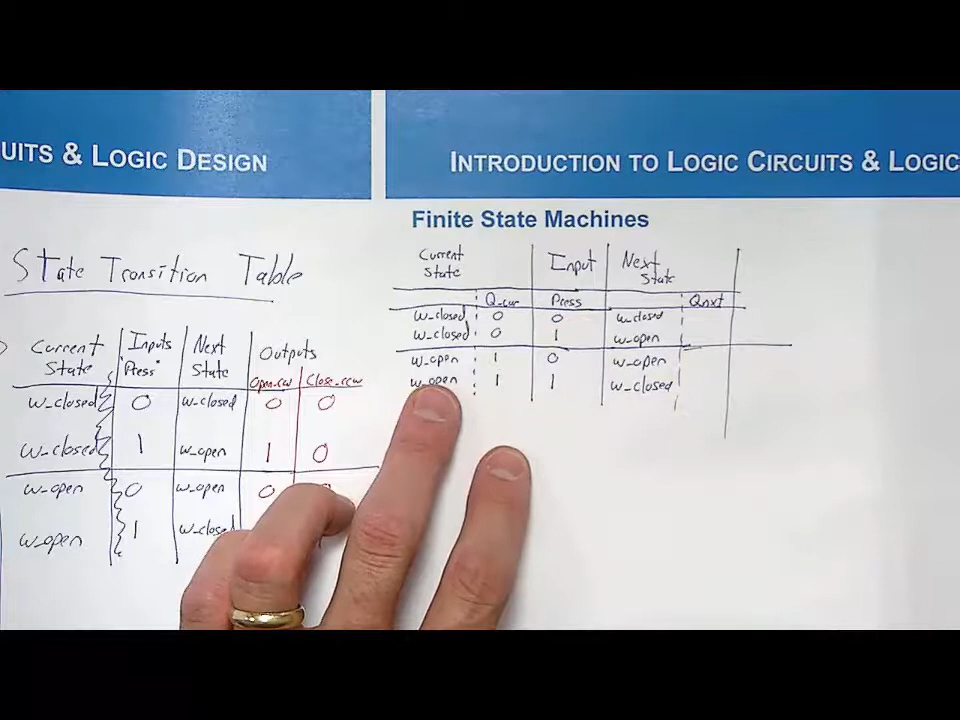 UITS & LOGIC DESIGN
State Transition Table
Current State Inputs "Press" Next State Outputs
Open_cw Close_ccw
w_closed 0 w_closed 0 0
w_closed 1 w_open 1 0
w_open 0 w_open 0
w_open 1 w_closed
INTRODUCTION TO LOGIC CIRCUITS & LOGIC
Finite State Machines
Current State Input Next State
Q_cur Press Qnxt
w_closed 0 0 w_closed
w_closed 0 1 w_open
w_open 1 0 w_open
w_open 1 1 w_closed